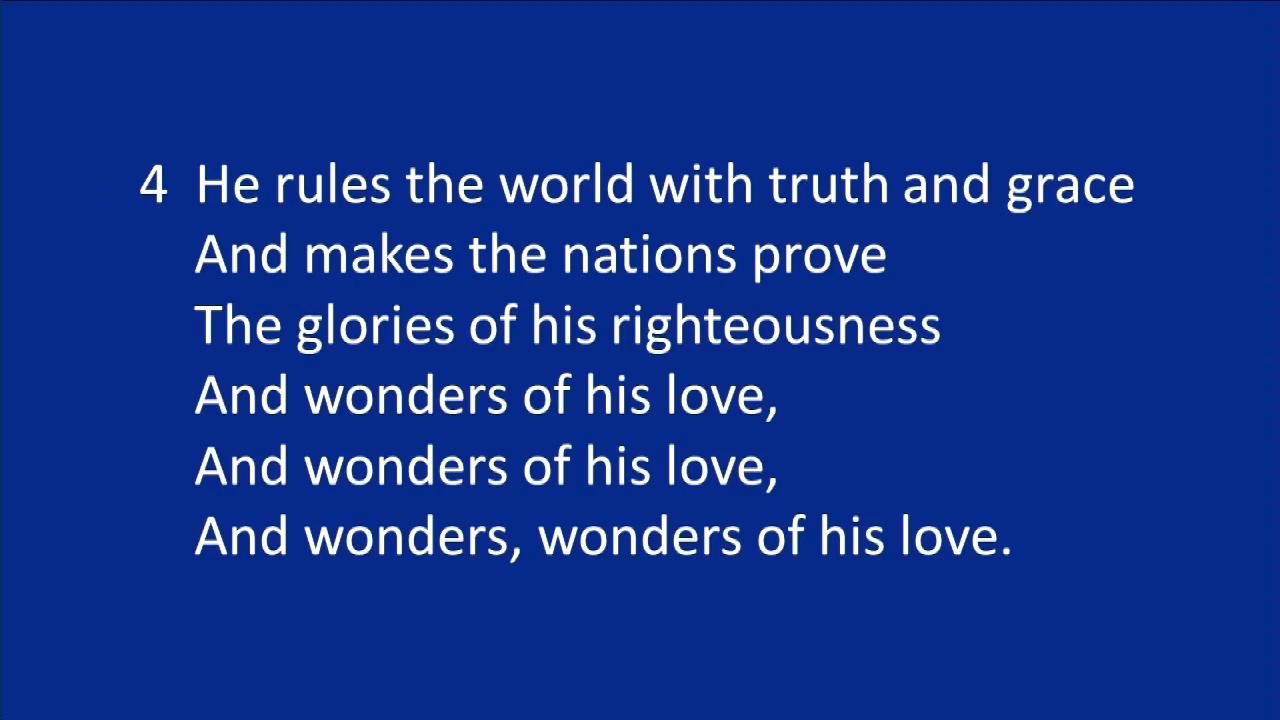 4 He rules the world with truth and grace
And makes the nations prove
The glories of his righteousness
And wonders of his love,
And wonders of his love,
And wonders, wonders of his love.